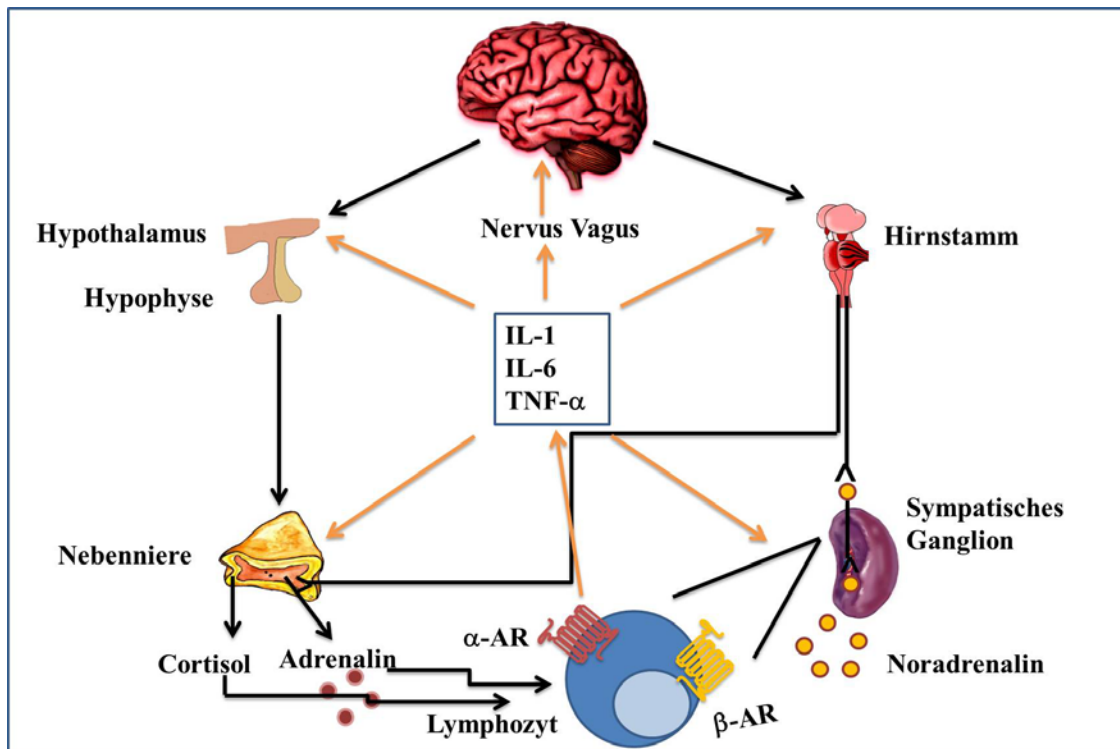 Hypothalamus
Nervus Vagus
Hirnstamm
Hypophyse
IL-1
IL-6
TNF-α
Sympatisches
Ganglion
Nebenniere
α-AR
Cortisol
Adrenalin
Noradrenalin
Lymphozyt
β-AR